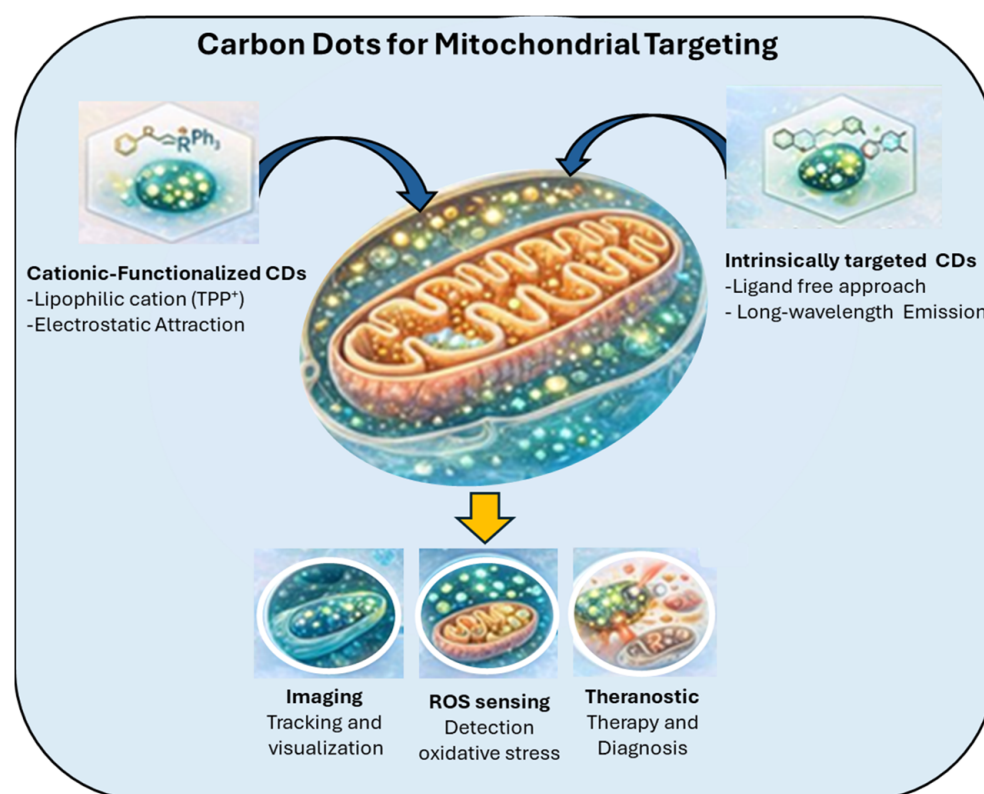 Carbon Dots for Mitochondrial Targeting
RPh₃
Cationic-Functionalized CDs
-Lipophilic cation (TPP⁺)
-Electrostatic Attraction
Intrinsically targeted CDs
-Ligand free approach
- Long-wavelength Emission
Imaging
Tracking and
visualization
ROS sensing
Detection
oxidative stress
Theranostic
Therapy and
Diagnosis